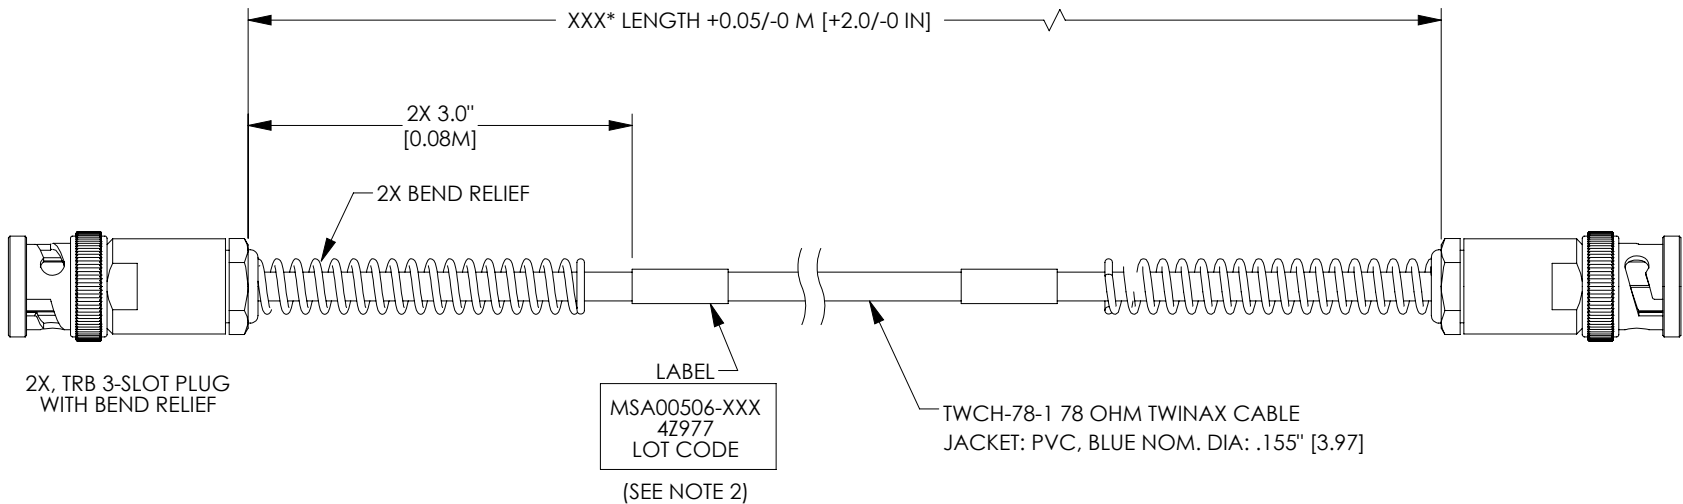 XXX* LENGTH +0.05/-0 M [+2.0/-0 IN]
2X 3.0"
[0.08M]
2X BEND RELIEF
2X, TRB 3-SLOT PLUG
WITH BEND RELIEF
LABEL
MSA00506-XXX
4Z977
LOT CODE
(SEE NOTE 2)
TWCH-78-1 78 OHM TWINAX CABLE
JACKET: PVC, BLUE NOM. DIA: .155" [3.97]